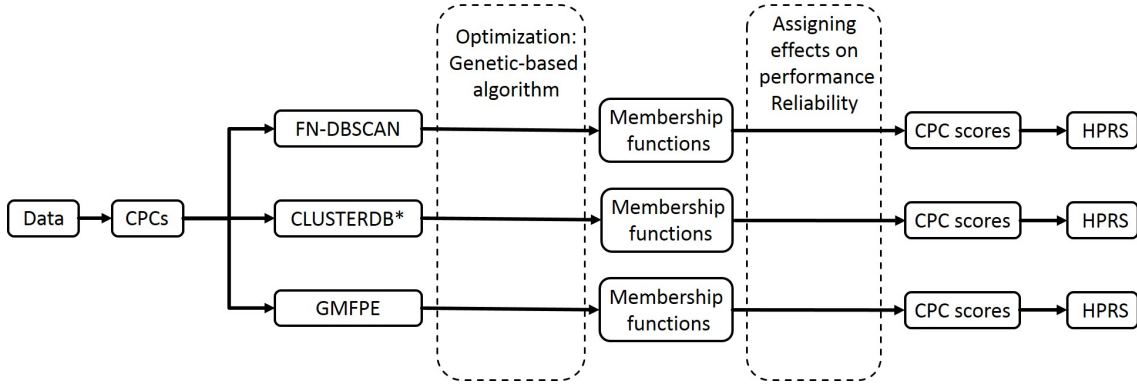 Optimization:
Genetic-based
algorithm
Assigning
effects on
performance
Reliability
FN-DBSCAN
Membership
functions
CPC scores
HPRS
Data
CPCs
CLUSTERDB*
Membership
functions
CPC scores
HPRS
GMFPE
Membership
functions
CPC scores
HPRS